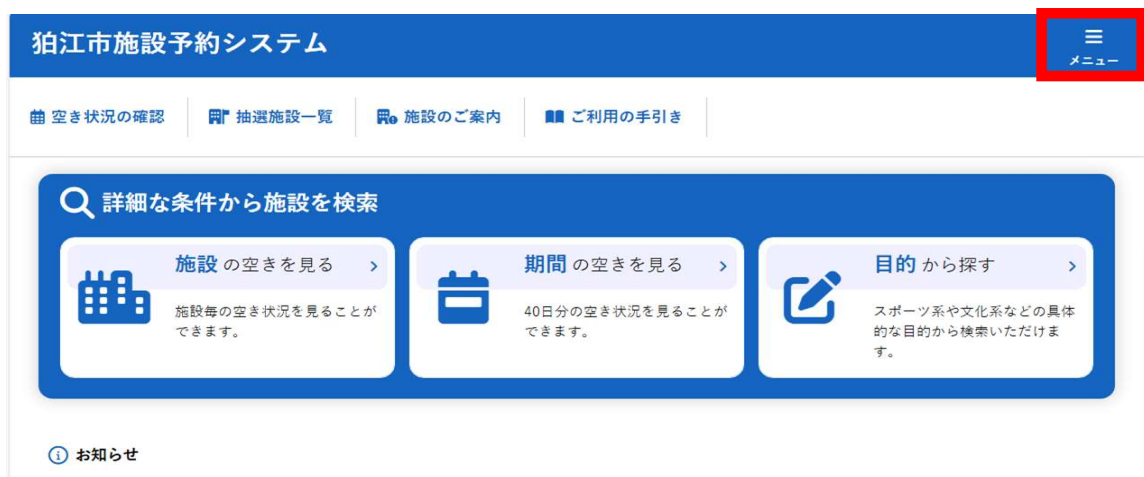 狛江市施設予約システム
メニュー
空き状況の確認
抽選施設一覧
施設のご案内
ご利用の手引き
詳細な条件から施設を検索
施設 の空きを見る
施設毎の空き状況を見ることが
できます。
期間 の空きを見る
40日分の空き状況を見ることが
できます。
目的 から探す
スポーツ系や文化系などの具体
的な目的から検索いただけま
す。
お知らせ